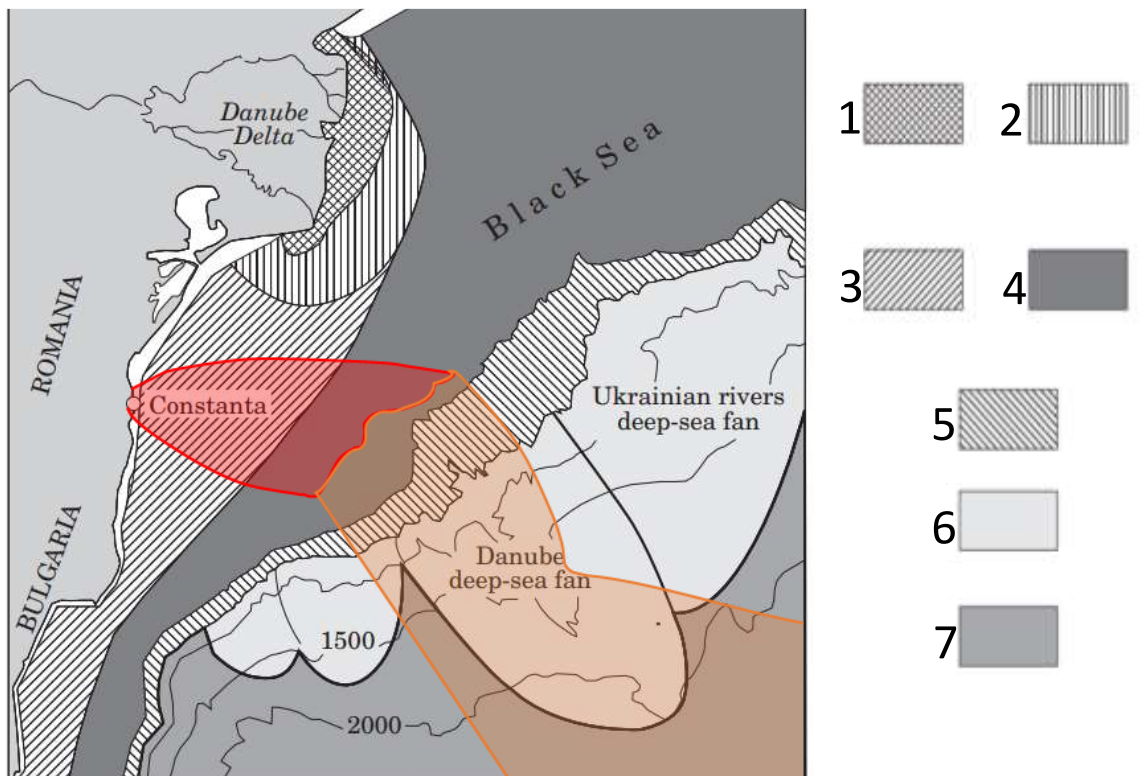 Danube
Delta
Black Sea
ROMANIA
Constanta
BULGARIA
Ukrainian rivers
deep-sea fan
Danube
deep-sea fan
1500
2000
1
2
3
4
5
6
7